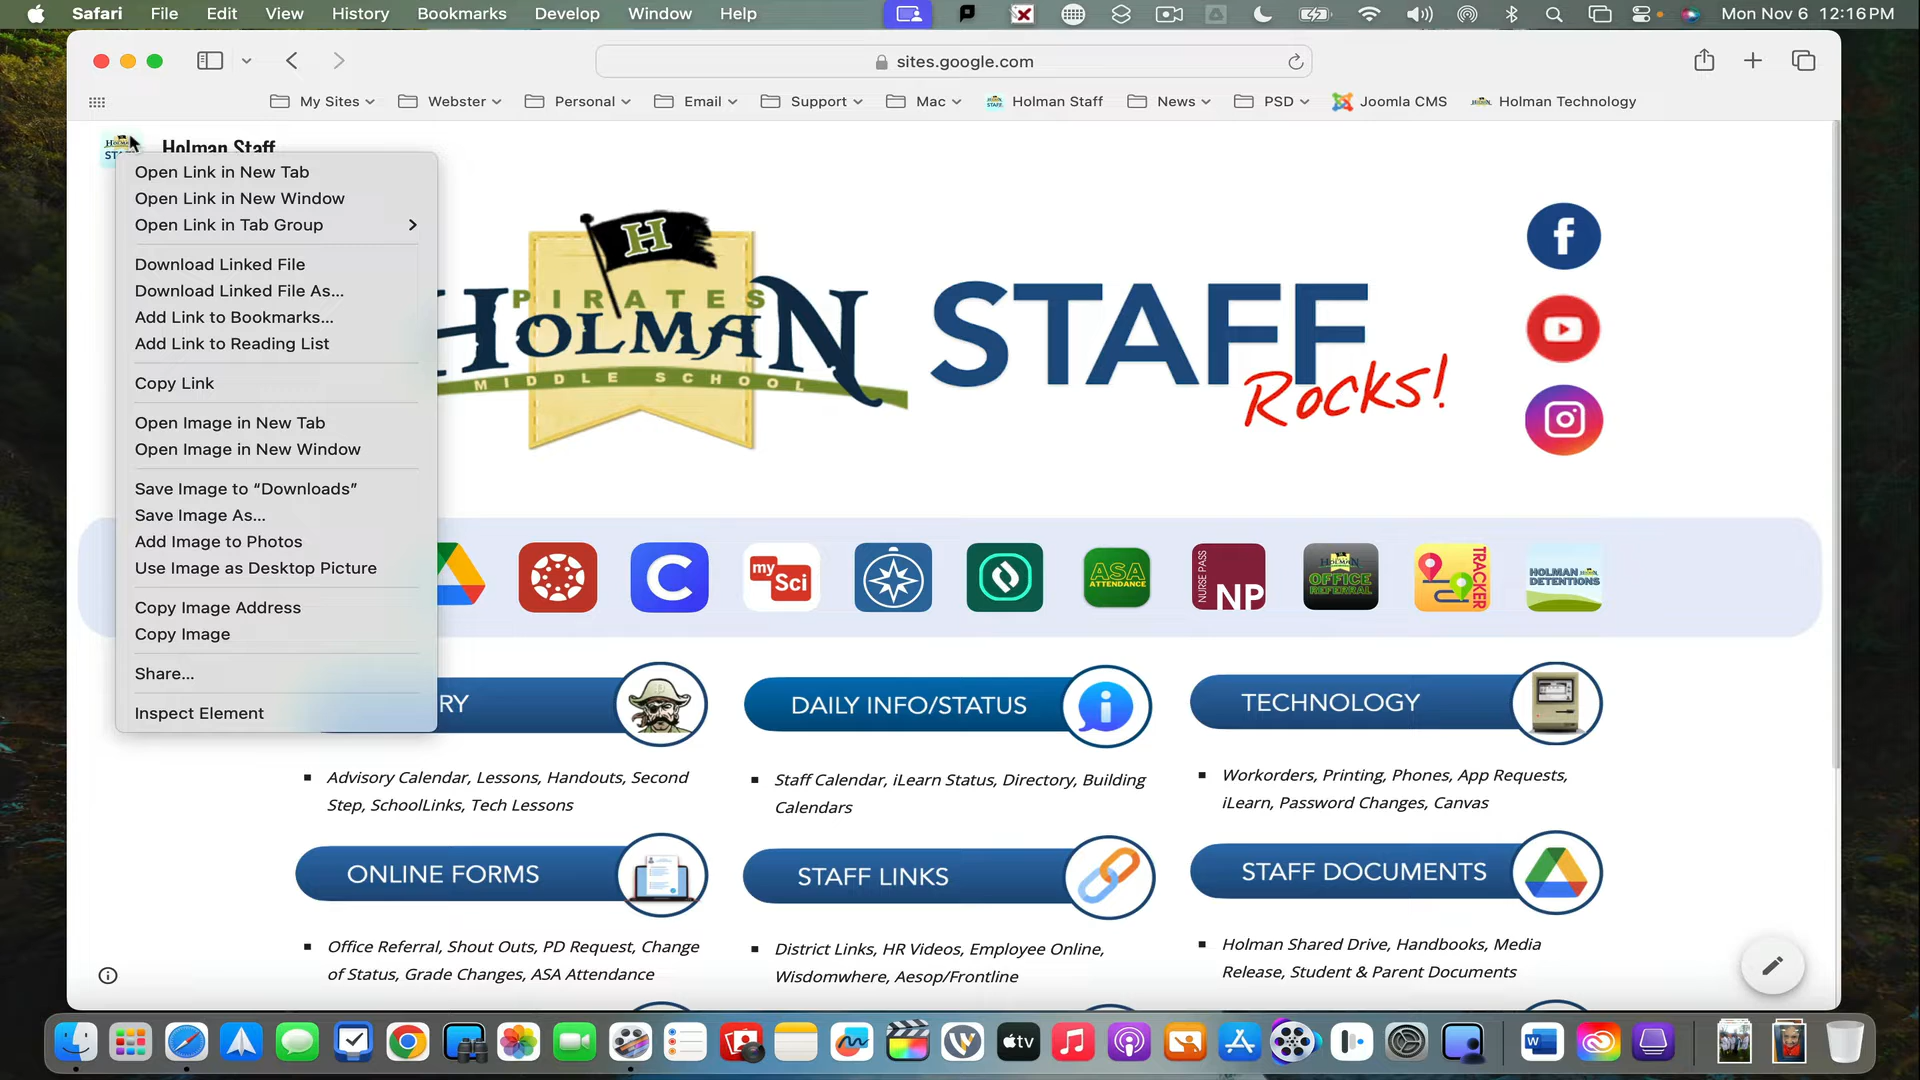 Safari File Edit View History Bookmarks Develop Window Help Mon Nov 6 12:16 PM
sites.google.com
My Sites Webster Personal Email Support Mac Holman Staff News PSD Joomla CMS Holman Technology
Holman Staff
Open Link in New Tab
Open Link in New Window
Open Link in Tab Group
Download Linked File
Download Linked File As...
Add Link to Bookmarks...
Add Link to Reading List
Copy Link
Open Image in New Tab
Open Image in New Window
Save Image to “Downloads”
Save Image As...
Add Image to Photos
Use Image as Desktop Picture
Copy Image Address
Copy Image
Share...
Inspect Element
H
PIRATES
HOLMAN
MIDDLE SCHOOL
STAFF
Rocks!
my
Sci
ASA
ATTENDANCE
NURSE PASS
NP
HOLMAN
OFFICE
REFERRAL
TRACKER
HOLMAN
DETENTIONS
RY
DAILY INFO/STATUS
TECHNOLOGY
Advisory Calendar, Lessons, Handouts, Second
Step, SchoolLinks, Tech Lessons
Staff Calendar, iLearn Status, Directory, Building
Calendars
Workorders, Printing, Phones, App Requests,
iLearn, Password Changes, Canvas
ONLINE FORMS
STAFF LINKS
STAFF DOCUMENTS
Office Referral, Shout Outs, PD Request, Change
of Status, Grade Changes, ASA Attendance
District Links, HR Videos, Employee Online,
Wisdomwhere, Aesop/Frontline
Holman Shared Drive, Handbooks, Media
Release, Student & Parent Documents
tv
W